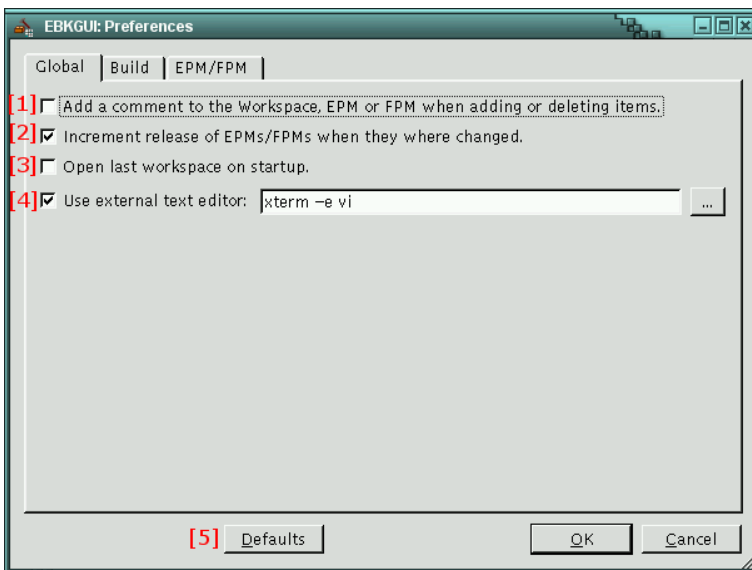 EBKGUI: Preferences
Global Build EPM/FPM
[1] Add a comment to the Workspace, EPM or FPM when adding or deleting items.
[2] Increment release of EPMs/FPMs when they where changed.
[3] Open last workspace on startup.
[4] Use external text editor: xterm -e vi ...
[5] Defaults OK Cancel